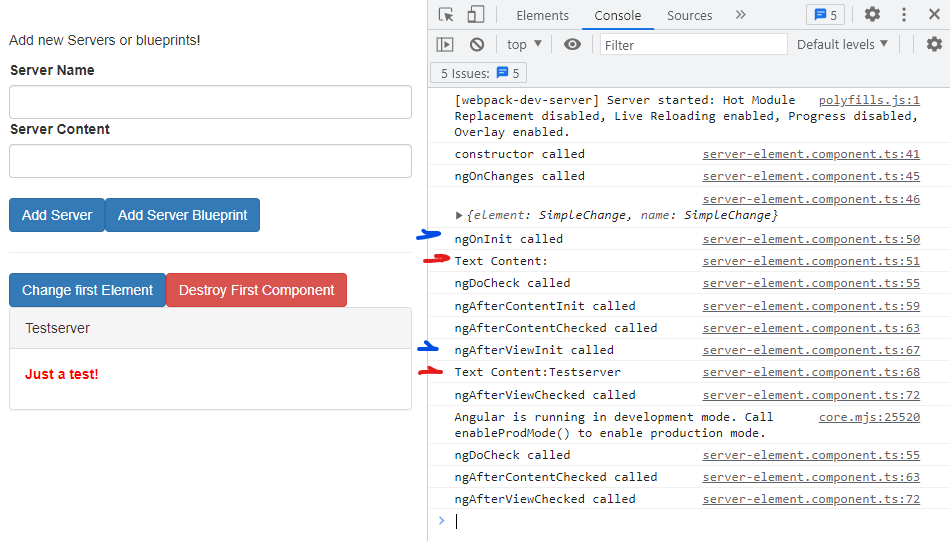 Add new Servers or blueprints!
Server Name
Server Content
Add Server
Add Server Blueprint
Change first Element
Destroy First Component
Testserver
Just a test!
Elements Console Sources 5
top Filter Default levels
5 Issues: 5
[webpack-dev-server] Server started: Hot Module polyfills.js:1
Replacement disabled, Live Reloading enabled, Progress disabled,
Overlay enabled.
constructor called server-element.component.ts:41
ngOnChanges called server-element.component.ts:45
server-element.component.ts:46
{element: SimpleChange, name: SimpleChange}
ngOnInit called server-element.component.ts:50
Text Content: server-element.component.ts:51
ngDoCheck called server-element.component.ts:55
ngAfterContentInit called server-element.component.ts:59
ngAfterContentChecked called server-element.component.ts:63
ngAfterViewInit called server-element.component.ts:67
Text Content:Testserver server-element.component.ts:68
ngAfterViewChecked called server-element.component.ts:72
Angular is running in development mode. Call core.mjs:25520
enableProdMode() to enable production mode.
ngDoCheck called server-element.component.ts:55
ngAfterContentChecked called server-element.component.ts:63
ngAfterViewChecked called server-element.component.ts:72